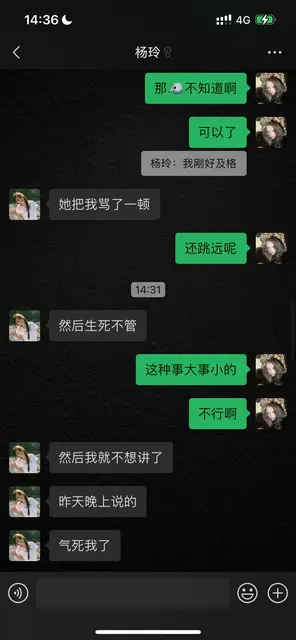 14:36
4G
杨玲
那不知道啊
可以了
杨玲：我刚好及格
她把我骂了一顿
还跳远呢
14:31
然后生死不管
这种事大事小的
不行啊
然后我就不想讲了
昨天晚上说的
气死我了